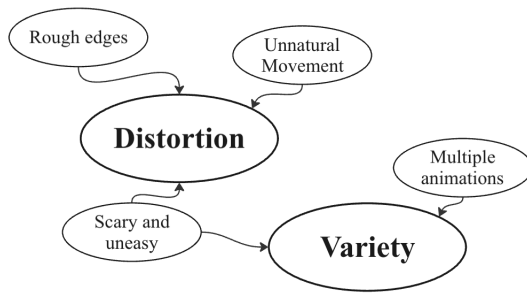 Rough edges
Unnatural
Movement
Distortion
Multiple
animations
Scary and
uneasy
Variety